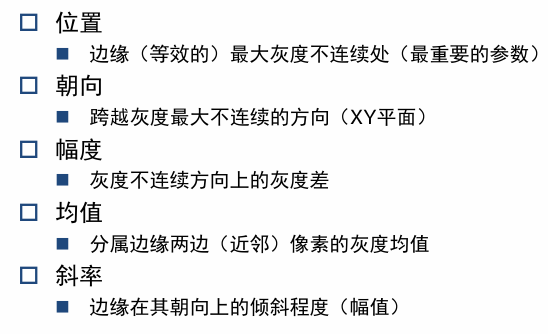 位置
边缘（等效的）最大灰度不连续处（最重要的参数）
朝向
跨越灰度最大不连续的方向（XY平面）
幅度
灰度不连续方向上的灰度差
均值
分属边缘两边（近邻）像素的灰度均值
斜率
边缘在其朝向上的倾斜程度（幅值）